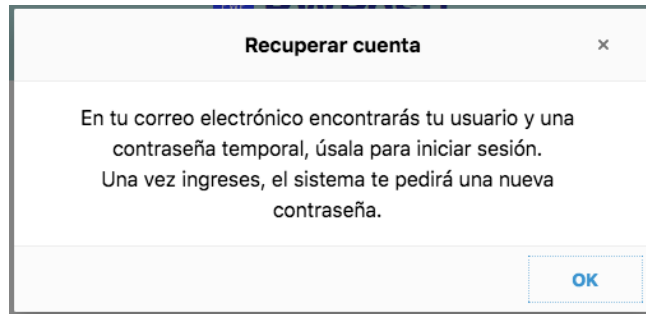 Recuperar cuenta
×
En tu correo electrónico encontrarás tu usuario y una
contraseña temporal, úsala para iniciar sesión.
Una vez ingreses, el sistema te pedirá una nueva
contraseña.
OK